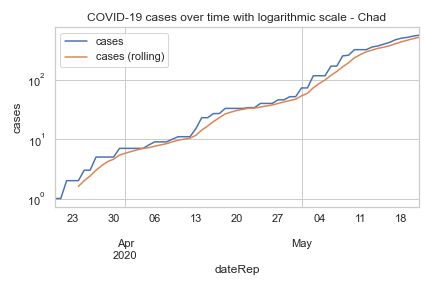 COVID-19 cases over time with logarithmic scale - Chad
cases
cases (rolling)
cases
10²
10¹
10⁰
23 30 06 13 20 27 04 11 18
Apr May
2020
dateRep